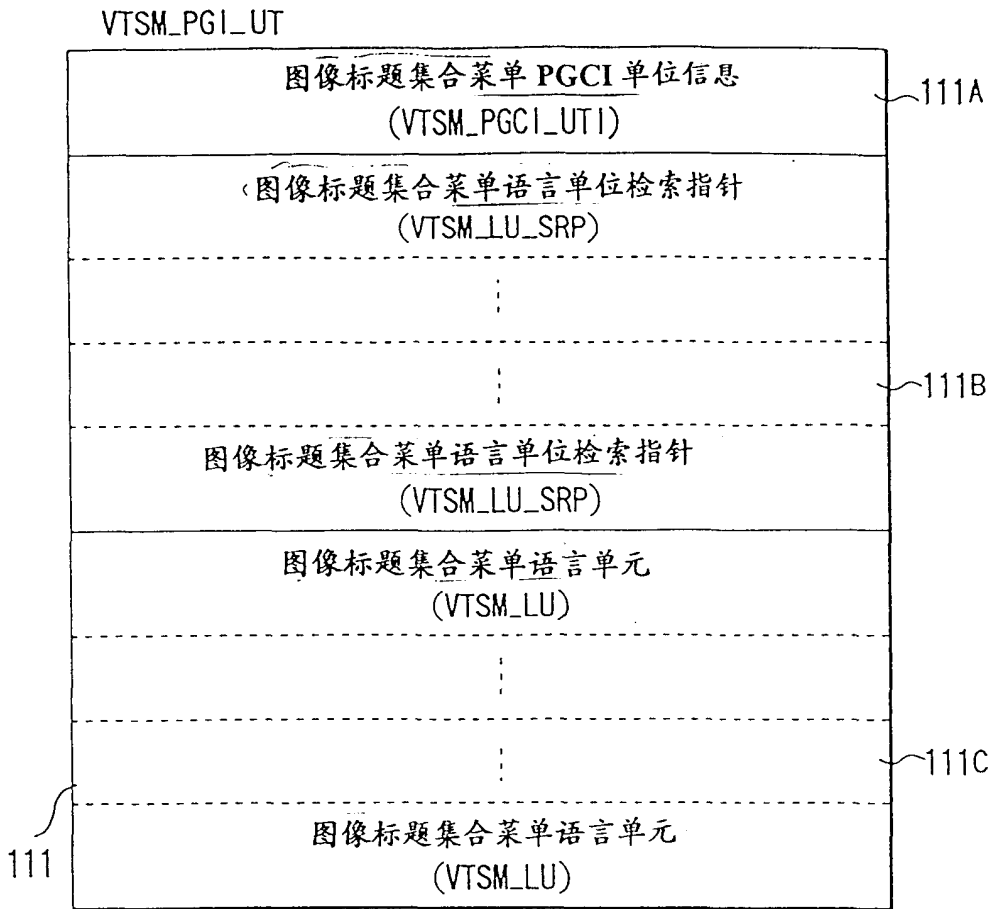 VTSM_PGI_UT
图像标题集合菜单 PGCI 单位信息
(VTSM_PGCI_UTI)
111A
图像标题集合菜单语言单位检索指针
(VTSM_LU_SRP)
111B
图像标题集合菜单语言单位检索指针
(VTSM_LU_SRP)
图像标题集合菜单语言单元
(VTSM_LU)
111C
图像标题集合菜单语言单元
(VTSM_LU)
111